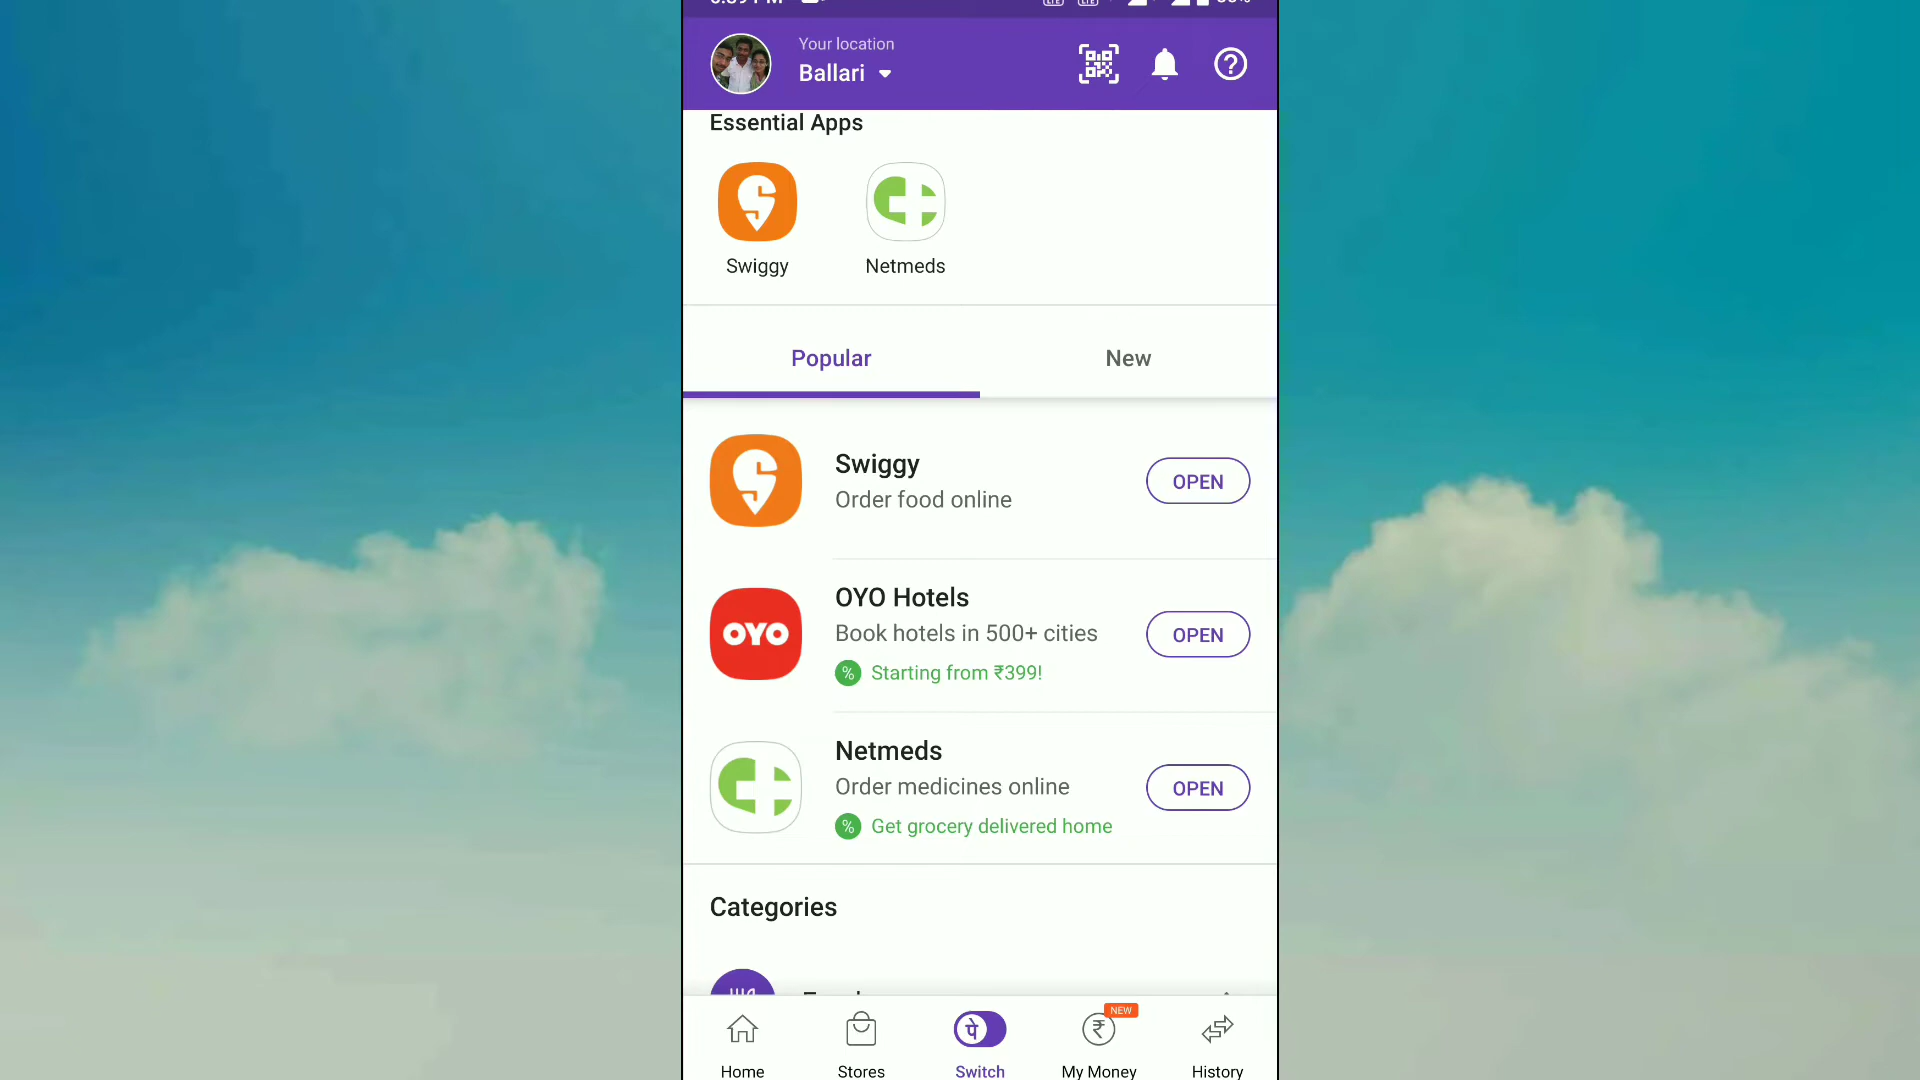 Your location
Ballari
Essential Apps
Swiggy
Netmeds
Popular
New
Swiggy
Order food online
OPEN
OYO
OYO Hotels
Book hotels in 500+ cities
% Starting from ₹399!
OPEN
Netmeds
Order medicines online
% Get grocery delivered home
OPEN
Categories
NEW
पे
₹
Home
Stores
Switch
My Money
History